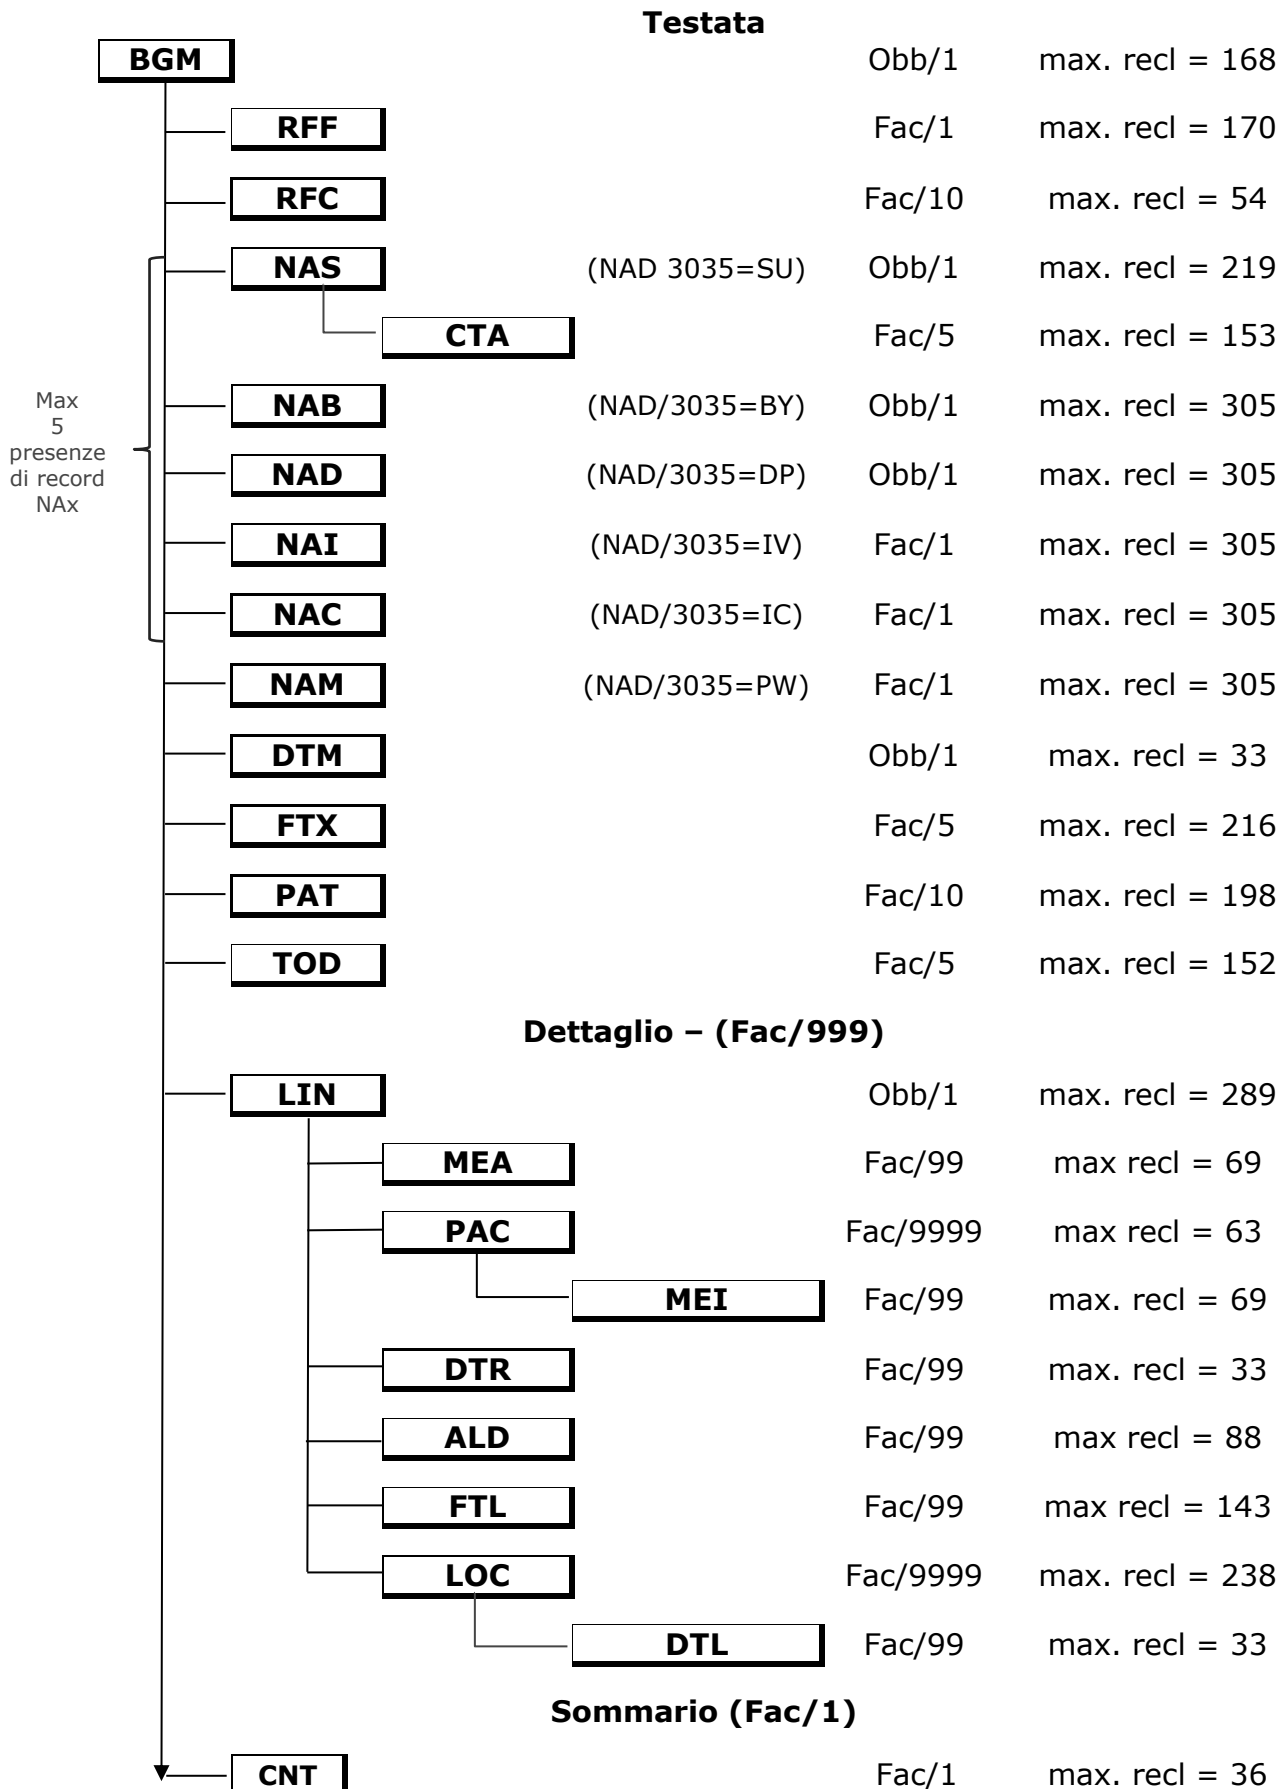 Testata
BGM Obb/1 max. recl = 168
RFF Fac/1 max. recl = 170
RFC Fac/10 max. recl = 54
NAS (NAD 3035=SU) Obb/1 max. recl = 219
CTA Fac/5 max. recl = 153
Max
5
presenze
di record
NAx
NAB (NAD/3035=BY) Obb/1 max. recl = 305
NAD (NAD/3035=DP) Obb/1 max. recl = 305
NAI (NAD/3035=IV) Fac/1 max. recl = 305
NAC (NAD/3035=IC) Fac/1 max. recl = 305
NAM (NAD/3035=PW) Fac/1 max. recl = 305
DTM Obb/1 max. recl = 33
FTX Fac/5 max. recl = 216
PAT Fac/10 max. recl = 198
TOD Fac/5 max. recl = 152
Dettaglio – (Fac/999)
LIN Obb/1 max. recl = 289
MEA Fac/99 max recl = 69
PAC Fac/9999 max recl = 63
MEI Fac/99 max. recl = 69
DTR Fac/99 max. recl = 33
ALD Fac/99 max recl = 88
FTL Fac/99 max recl = 143
LOC Fac/9999 max. recl = 238
DTL Fac/99 max. recl = 33
Sommario (Fac/1)
CNT Fac/1 max. recl = 36